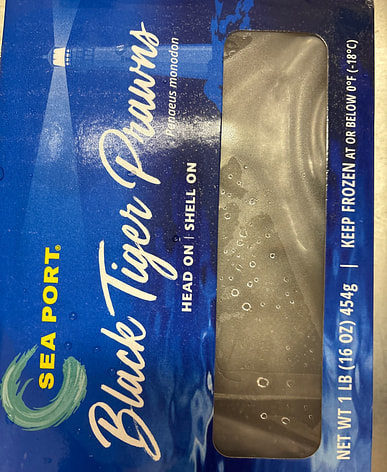 SEA PORT®
Black Tiger Prawns
Penaeus monodon
HEAD ON | SHELL ON
NET WT 1 LB (16 OZ) 454g | KEEP FROZEN AT OR BELOW 0°F (-18°C)